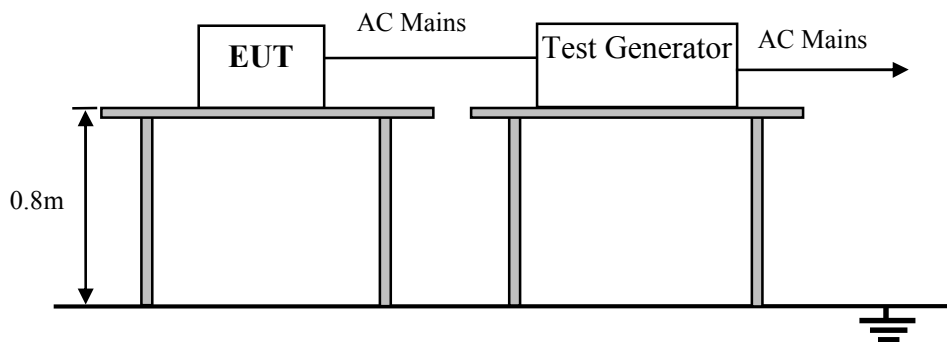 AC Mains
EUT
Test Generator
AC Mains
0.8m